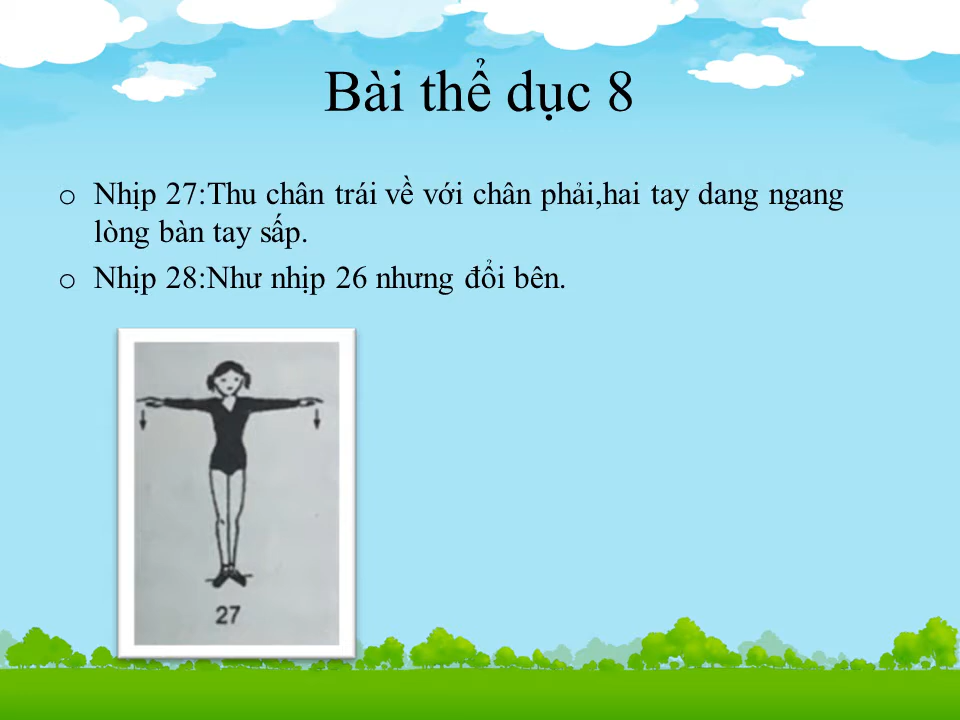 Bài thể dục 8
o Nhịp 27:Thu chân trái về với chân phải,hai tay dang ngang
lòng bàn tay sấp.
o Nhịp 28:Như nhịp 26 nhưng đổi bên.
27